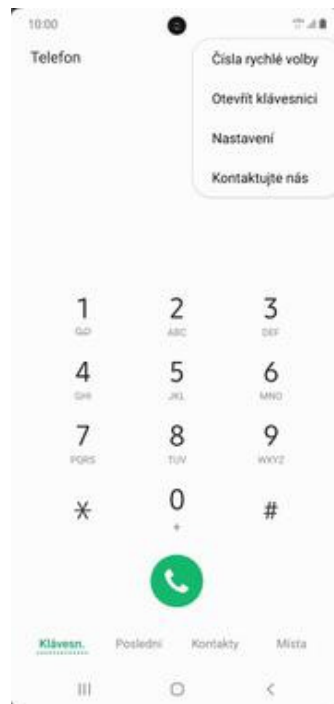 10:00
Telefon
Čísla rychlé volby
Otevřít klávesnici
Nastavení
Kontaktujte nás
1 2 3
ABC DEF
4 5 6
GHI JKL MNO
7 8 9
PQRS TUV WXYZ
* 0 #
+
Klávesn. Poslední Kontakty Místa